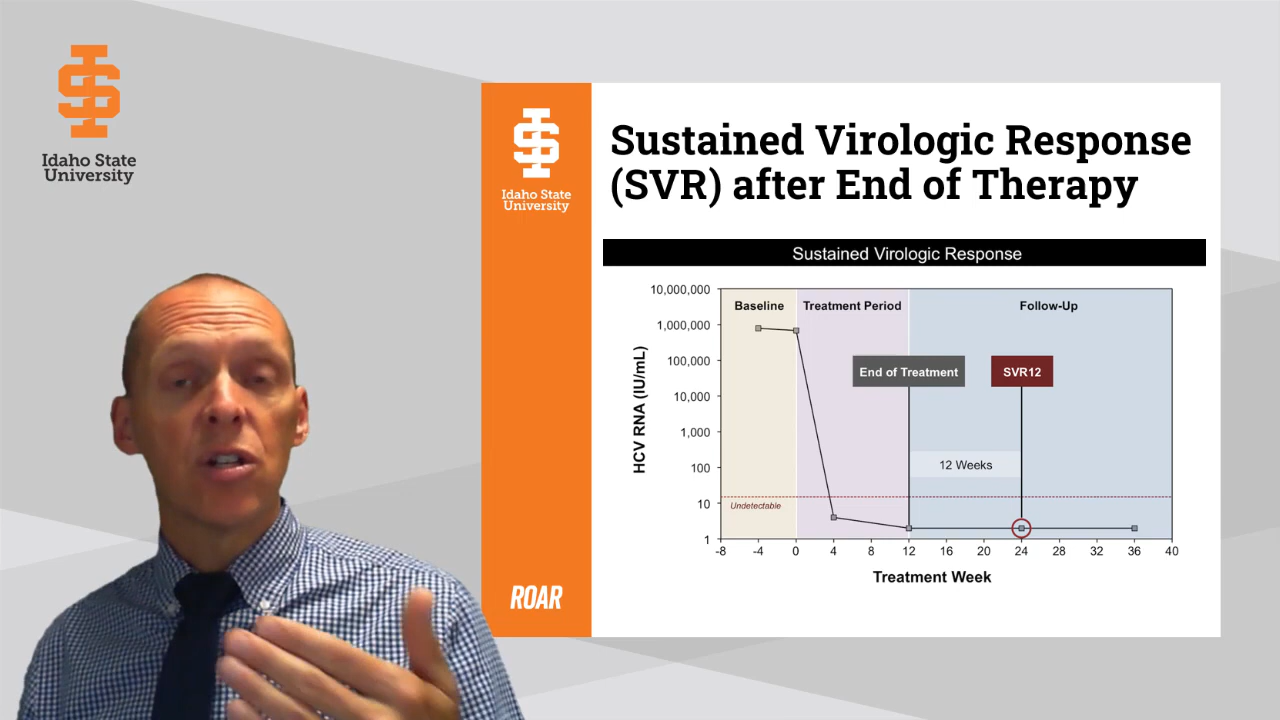 Idaho State
University
Idaho State
University
ROAR
Sustained Virologic Response
(SVR) after End of Therapy
Sustained Virologic Response
HCV RNA (IU/mL)
10,000,000
1,000,000
100,000
10,000
1,000
100
10
1
Baseline
Treatment Period
Follow-Up
End of Treatment
SVR12
12 Weeks
Undetectable
-8 -4 0 4 8 12 16 20 24 28 32 36 40
Treatment Week